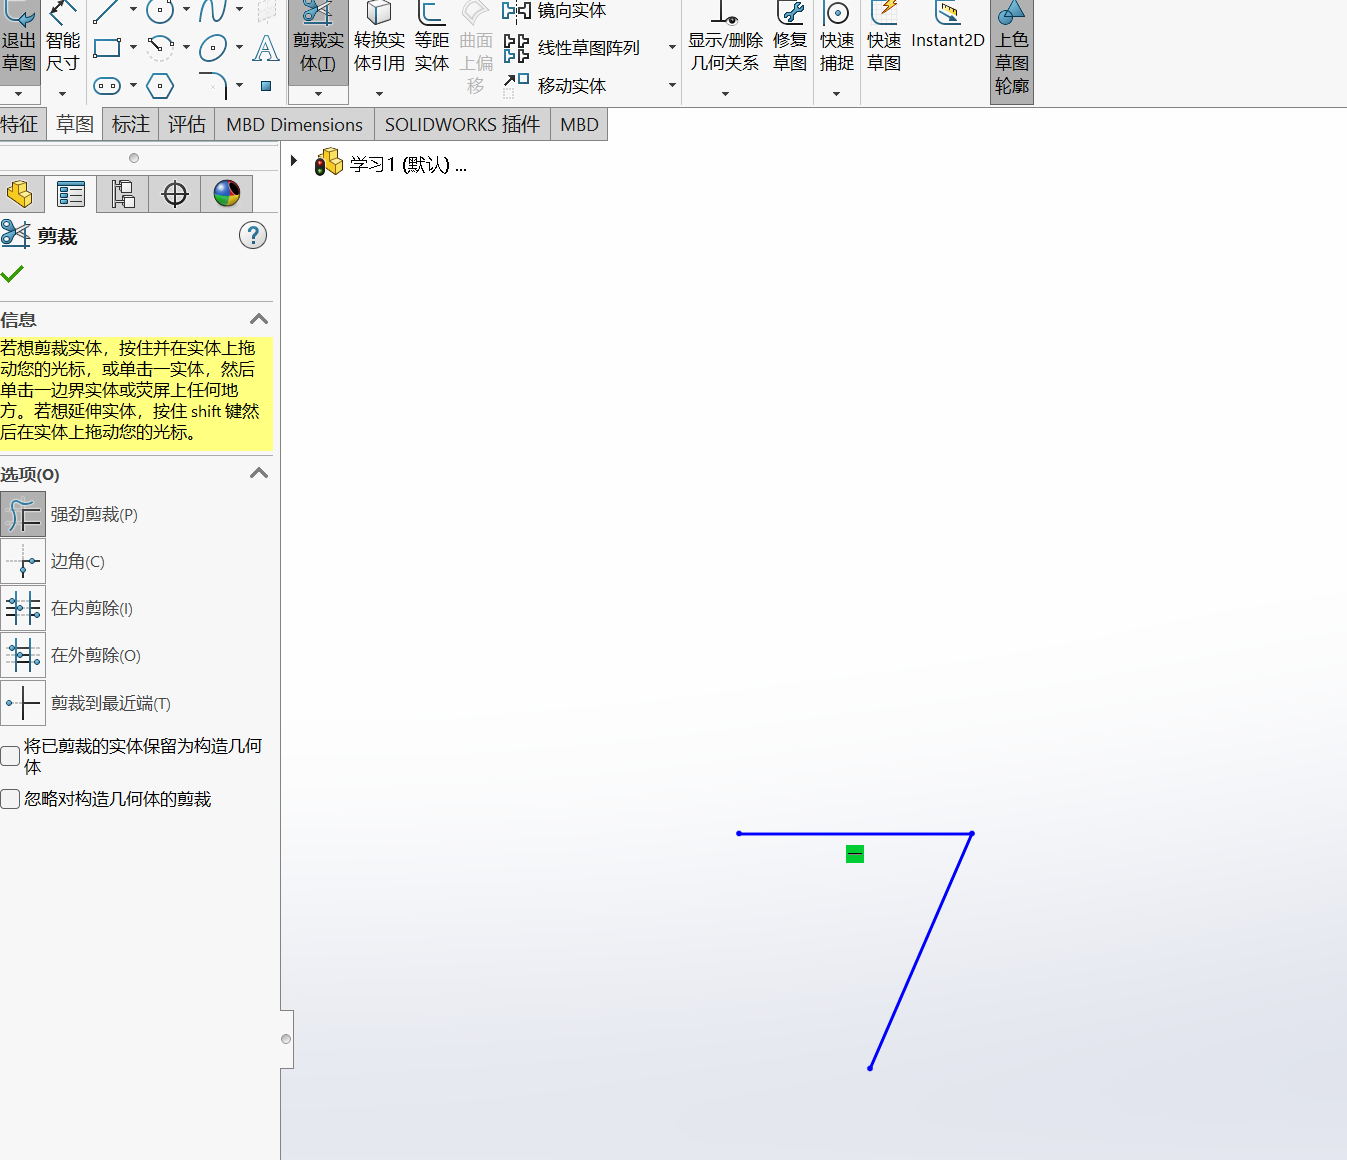 退出
草图
智能
尺寸
A
剪裁实
体(T)
转换实
体引用
等距
实体
曲面
上偏
移
镜向实体
线性草图阵列
移动实体
显示/删除
几何关系
修复
草图
快速
捕捉
快速
草图
Instant2D
上色
草图
轮廓
特征
草图
标注
评估
MBD Dimensions
SOLIDWORKS 插件
MBD
学习1 (默认) ...
剪裁
?
信息
若想剪裁实体，按住并在实体上拖
动您的光标，或单击一实体，然后
单击一边界实体或荧屏上任何地
方。若想延伸实体，按住 shift 键然
后在实体上拖动您的光标。
选项(O)
强劲剪裁(P)
边角(C)
在内剪除(I)
在外剪除(O)
剪裁到最近端(T)
将已剪裁的实体保留为构造几何
体
忽略对构造几何体的剪裁